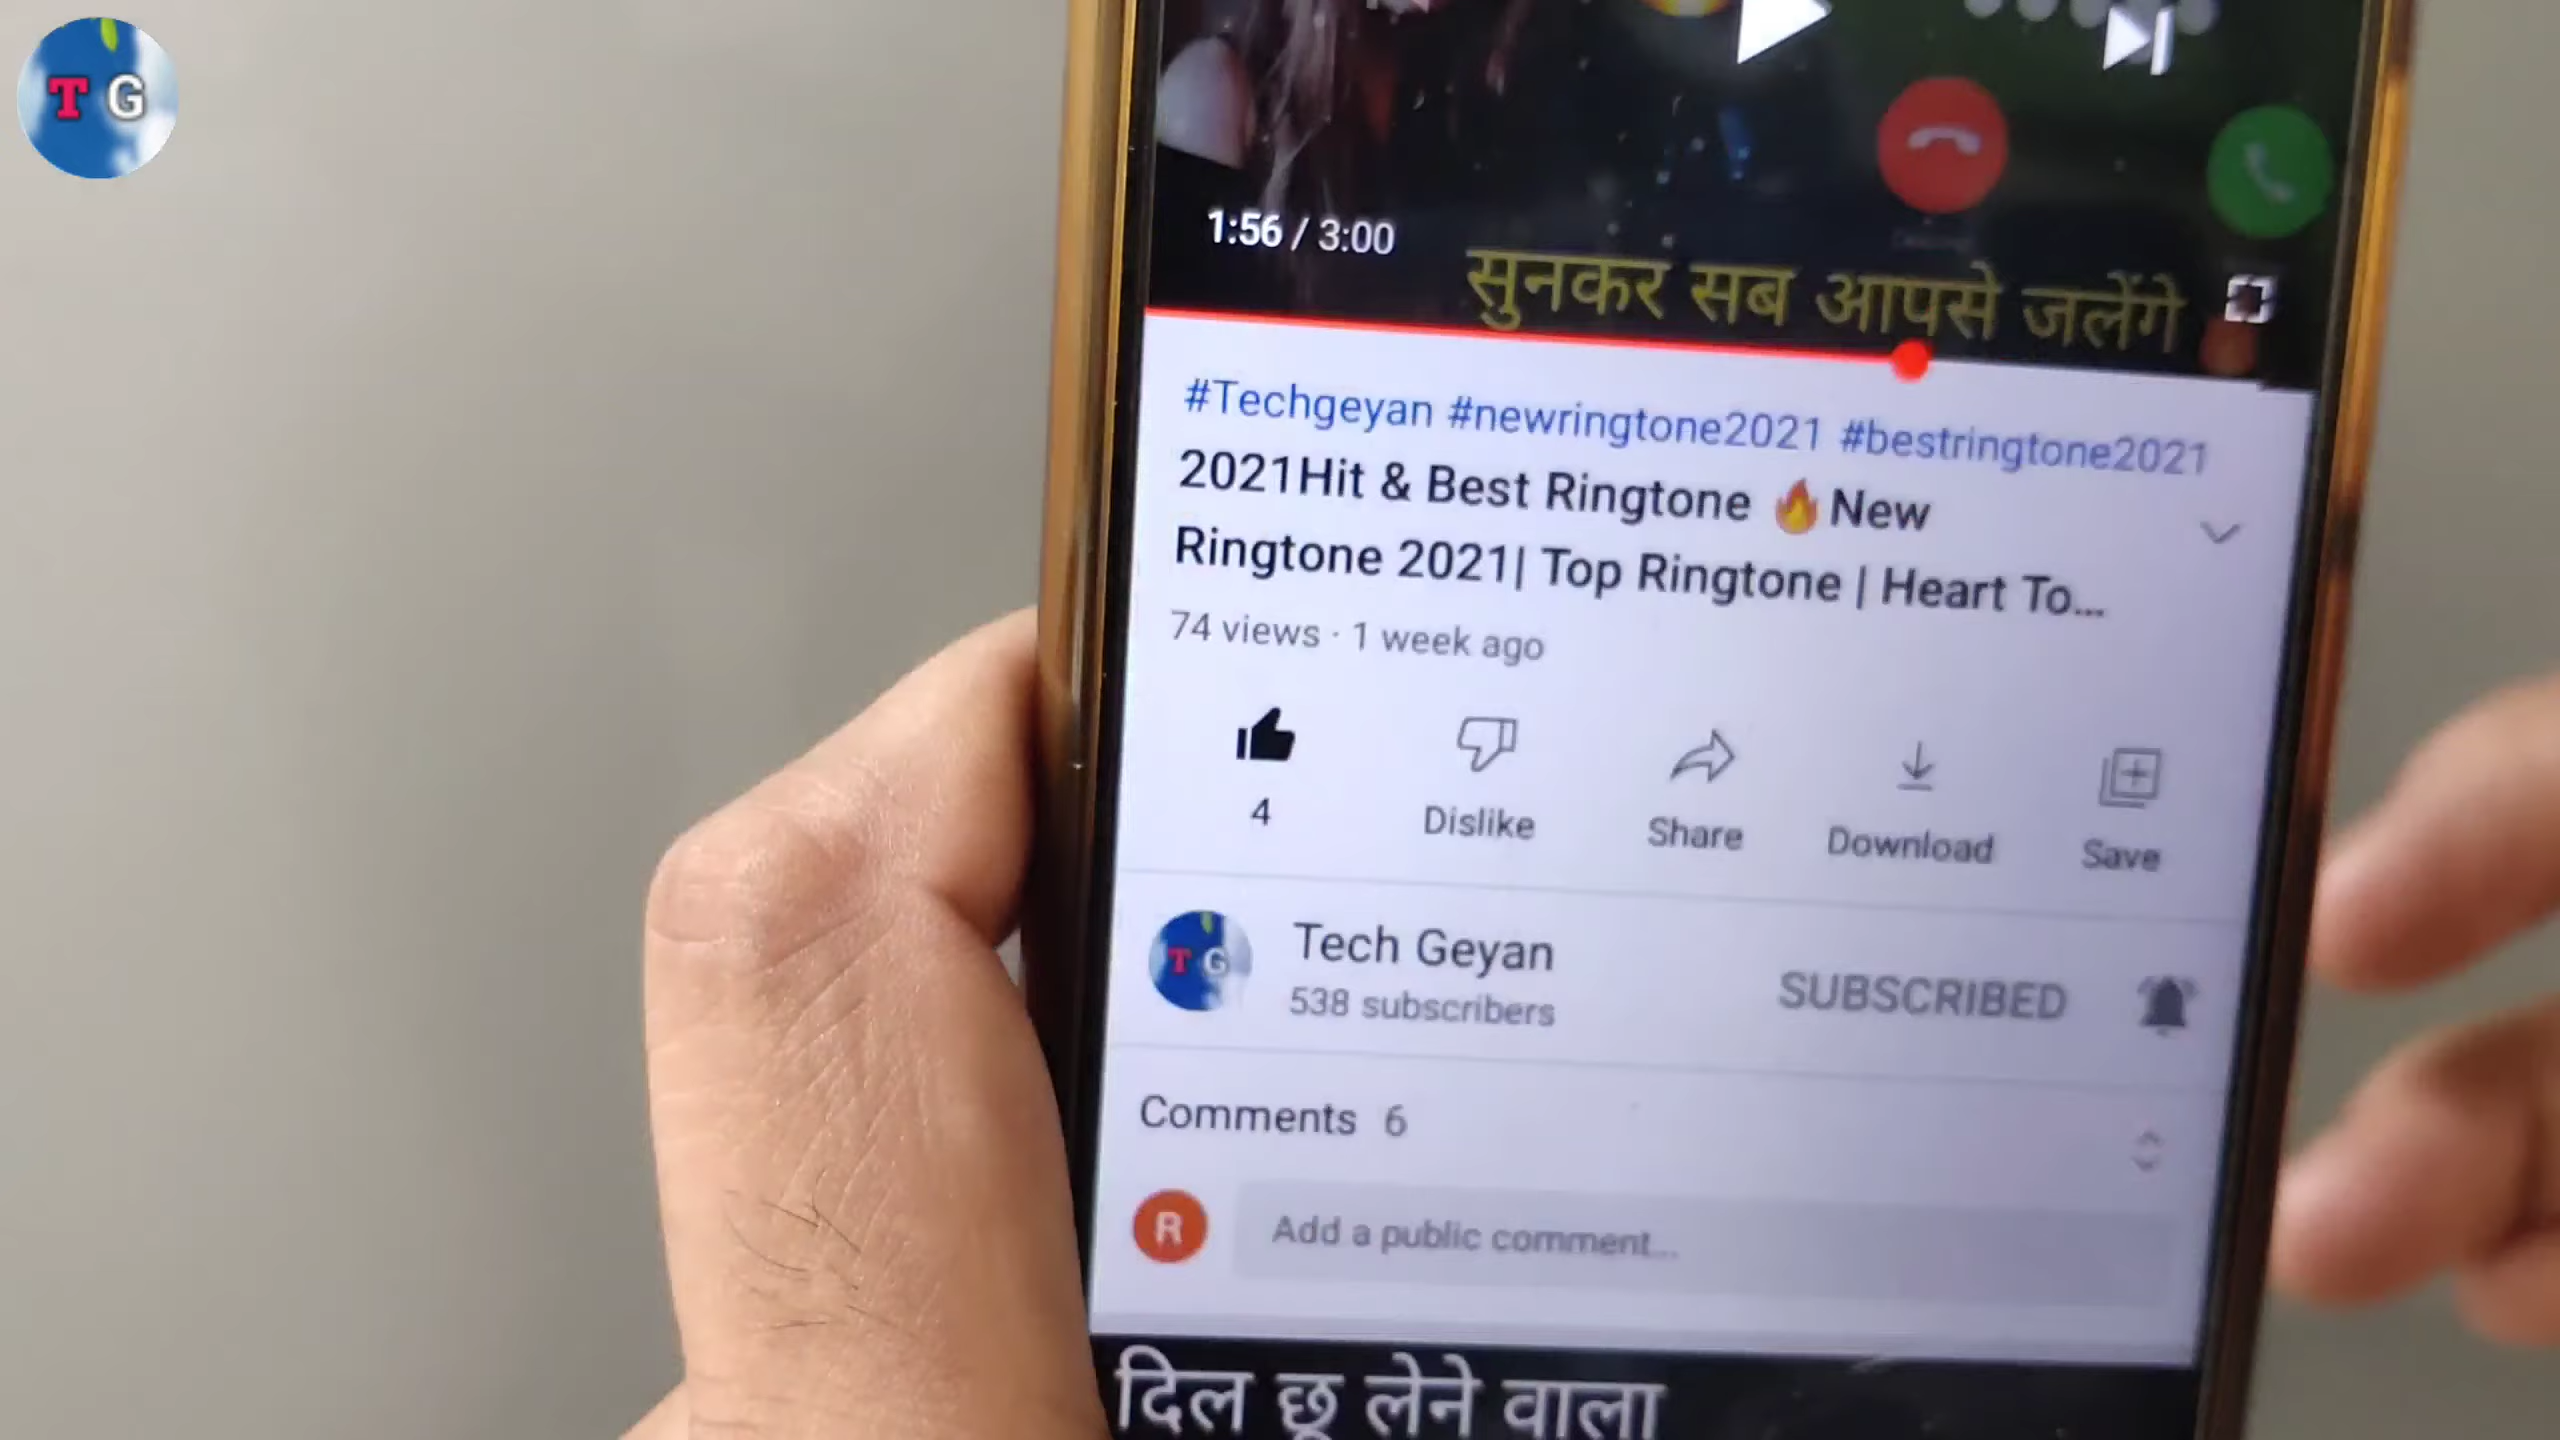 T G
1:56 / 3:00
सुनकर सब आपसे जलेंगे
#Techgeyan #newringtone2021 #bestringtone2021
2021Hit & Best Ringtone 🔥New
Ringtone 2021| Top Ringtone | Heart To...
74 views · 1 week ago
4
Dislike
Share
Download
Save
T G
Tech Geyan
538 subscribers
SUBSCRIBED
Comments 6
R
Add a public comment...
दिल छू लेने वाला